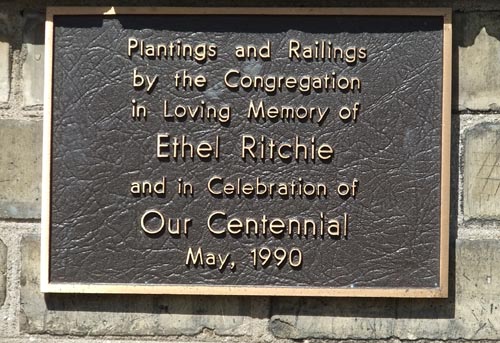 Plantings and Railings
by the Congregation
in Loving Memory of
Ethel Ritchie
and in Celebration of
Our Centennial
May, 1990